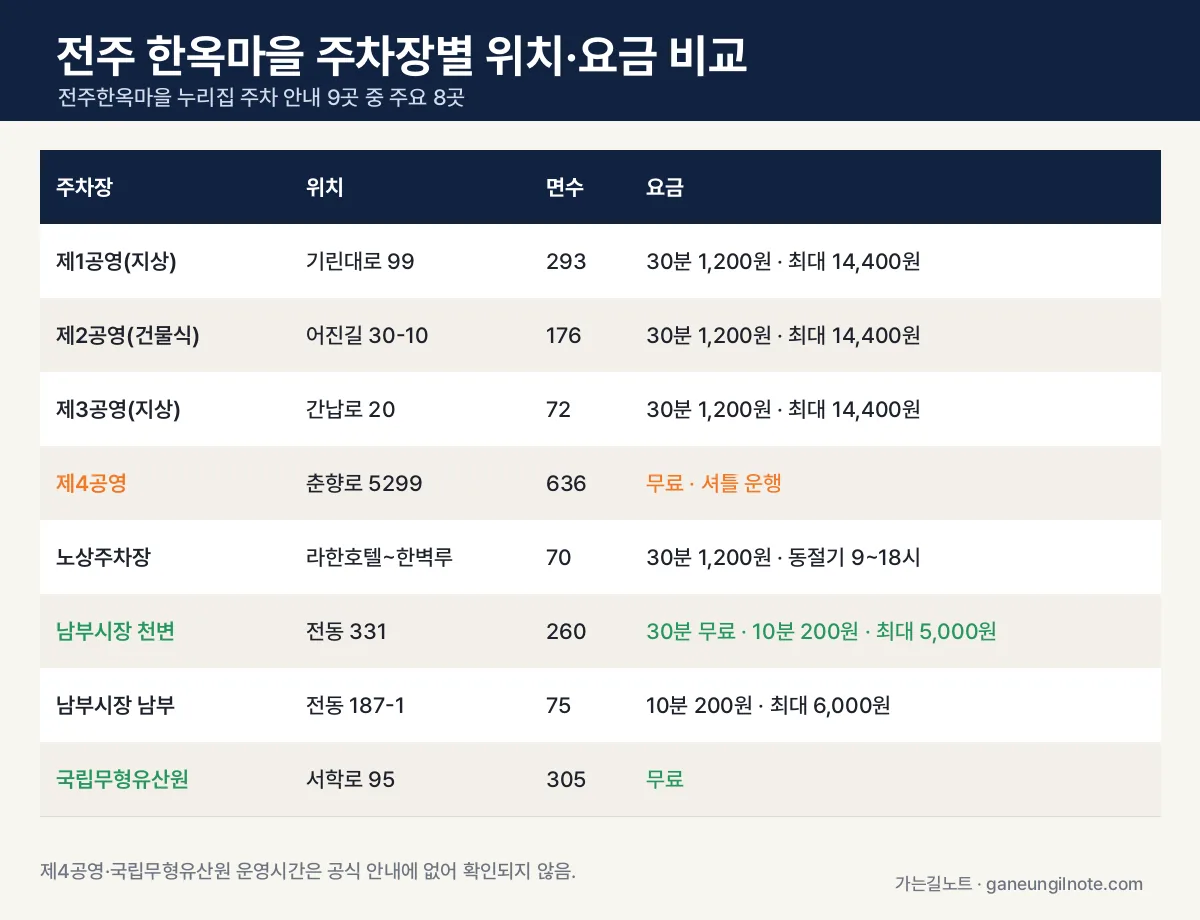 전주 한옥마을 주차장별 위치·요금 비교
전주한옥마을 누리집 주차 안내 9곳 중 주요 8곳
주차장 위치 면수 요금
제1공영(지상) 기린대로 99 293 30분 1,200원 · 최대 14,400원
제2공영(건물식) 어진길 30-10 176 30분 1,200원 · 최대 14,400원
제3공영(지상) 간납로 20 72 30분 1,200원 · 최대 14,400원
제4공영 춘향로 5299 636 무료 · 셔틀 운행
노상주차장 라한호텔~한벽루 70 30분 1,200원 · 동절기 9~18시
남부시장 천변 전동 331 260 30분 무료 · 10분 200원 · 최대 5,000원
남부시장 남부 전동 187-1 75 10분 200원 · 최대 6,000원
국립무형유산원 서학로 95 305 무료
제4공영·국립무형유산원 운영시간은 공식 안내에 없어 확인되지 않음.
가는길노트 · ganeungilnote.com